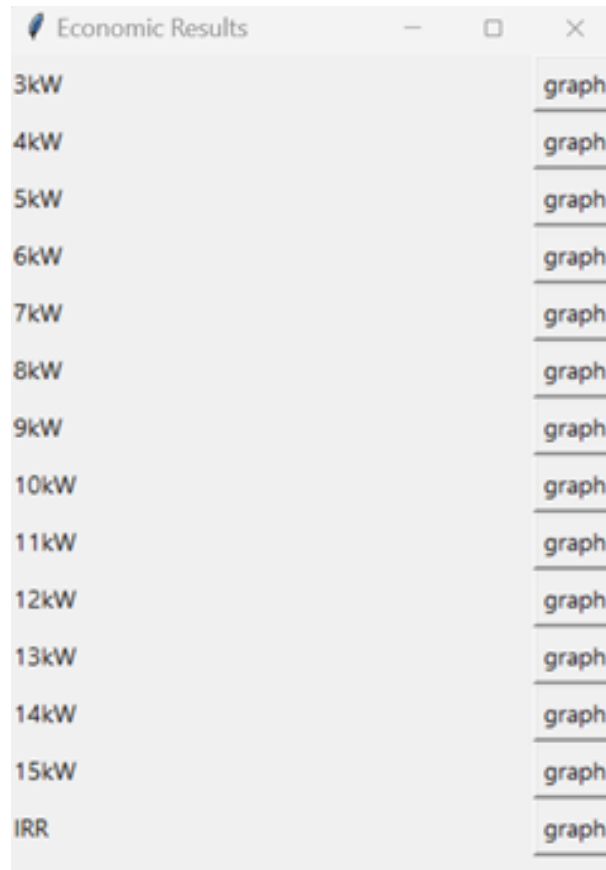 Economic Results
3kW graph
4kW graph
5kW graph
6kW graph
7kW graph
8kW graph
9kW graph
10kW graph
11kW graph
12kW graph
13kW graph
14kW graph
15kW graph
IRR graph